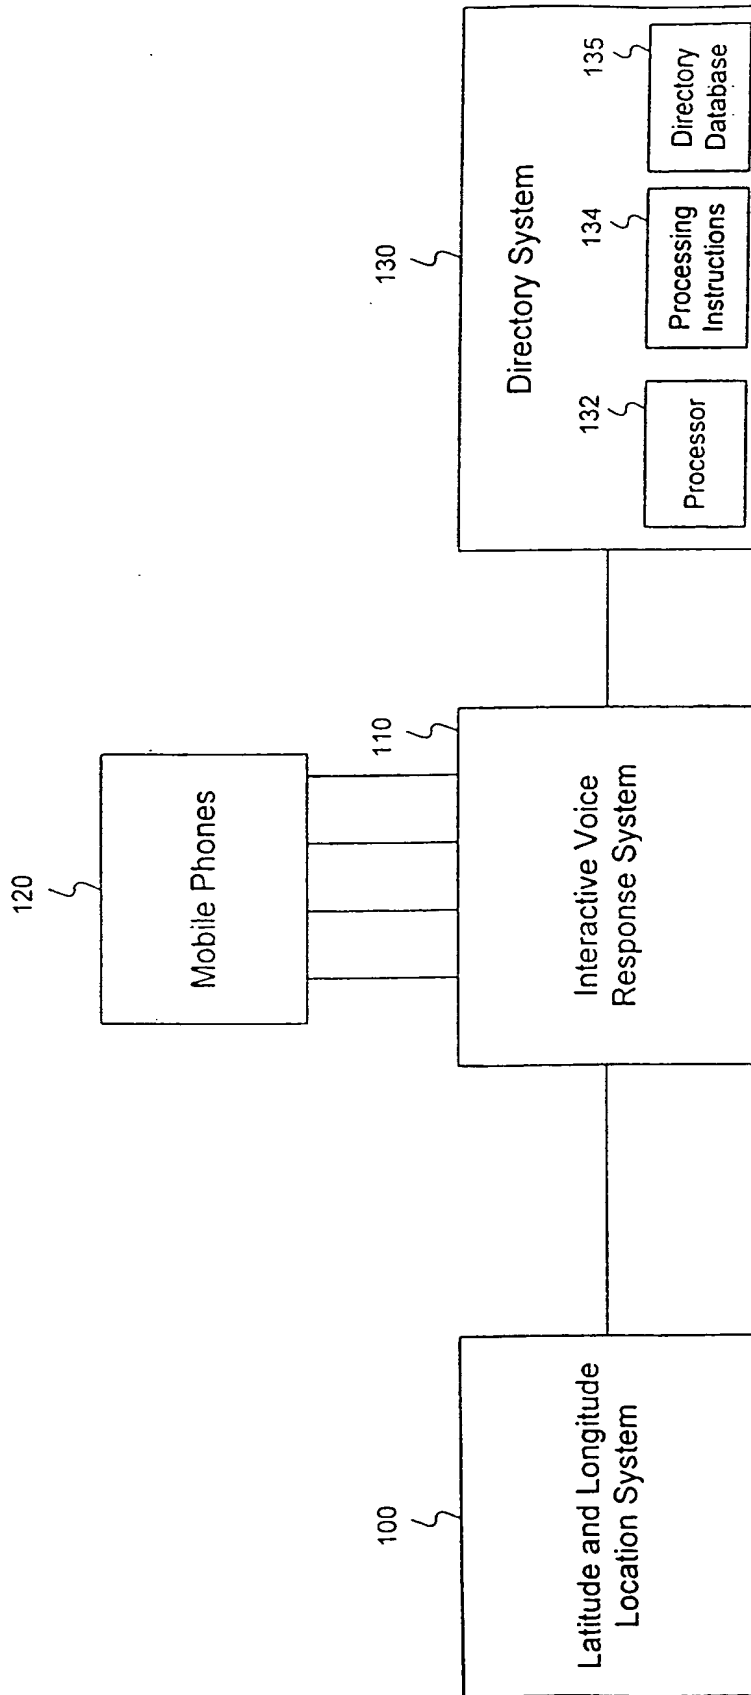 120
Mobile Phones
100
Latitude and Longitude
Location System
110
Interactive Voice
Response System
130
Directory System
132
Processor
134
Processing
Instructions
135
Directory
Database